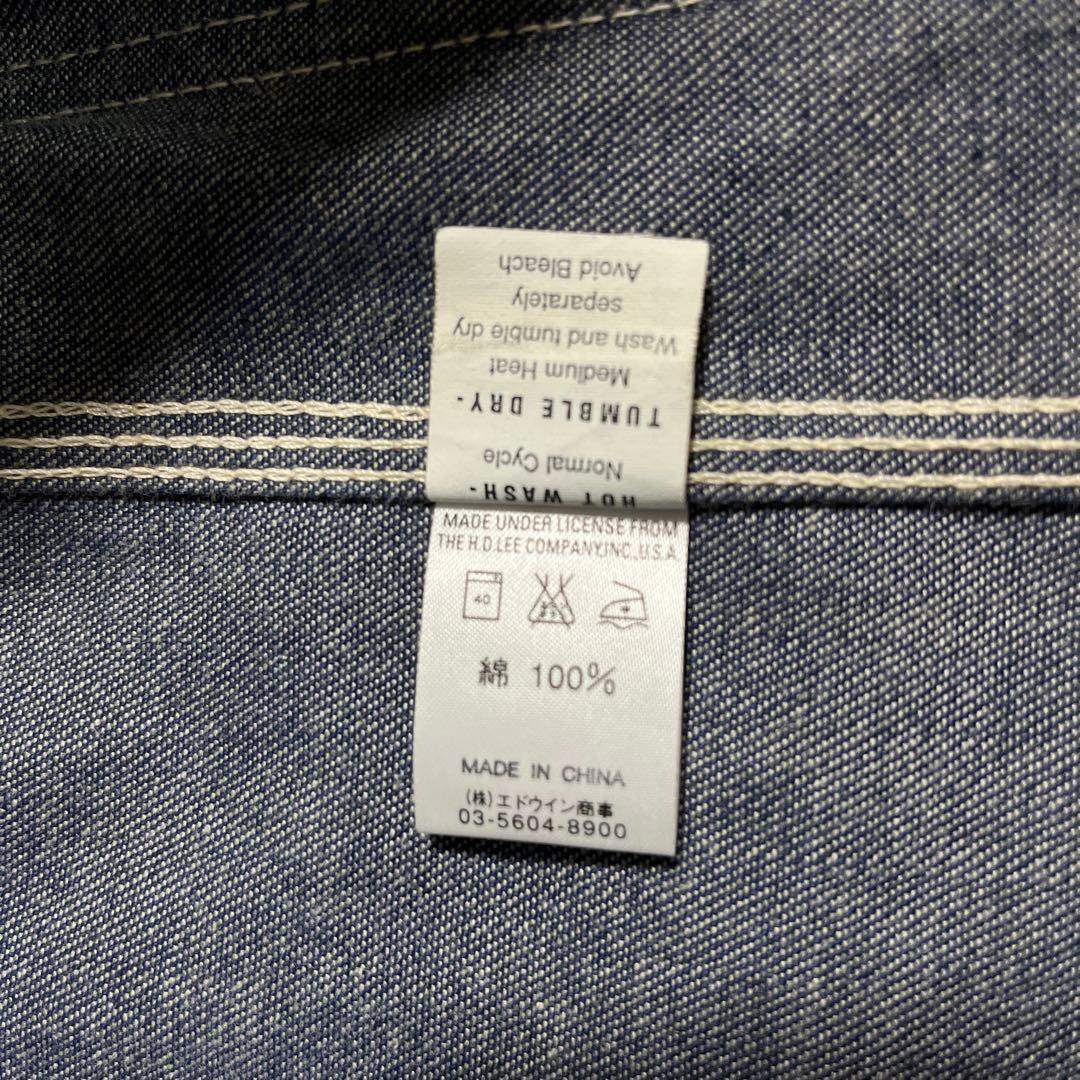 HOT WASH-
Normal Cycle
TUMBLE DRY-
Medium Heat
Wash and tumble dry
separately
Avoid Bleach
MADE UNDER LICENSE FROM
THE H.D.LEE COMPANY,INC.,U.S.A.
40
綿 100%
MADE IN CHINA
(株)エドウイン商事
03-5604-8900